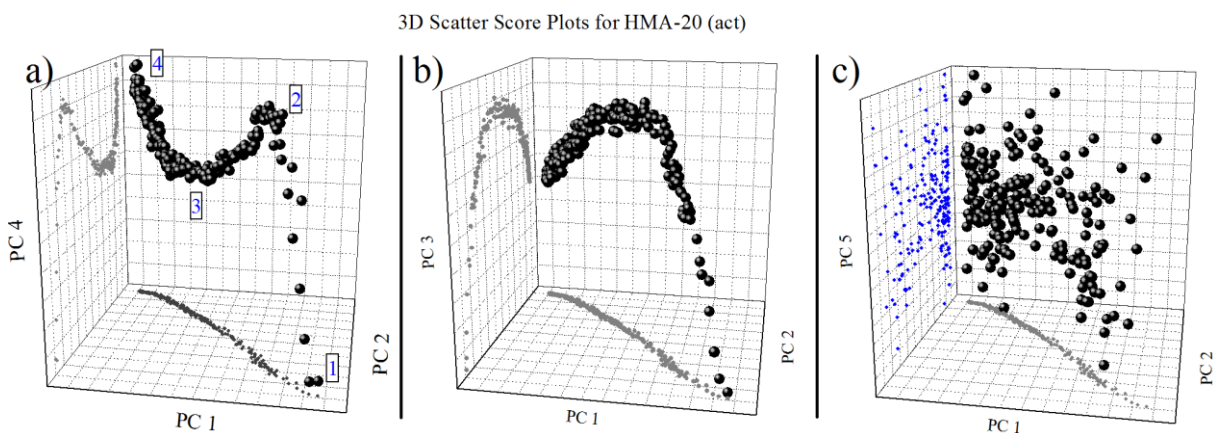 3D Scatter Score Plots for HMA-20 (act)
a)
4
2
3
1
PC 4
PC 1
PC 2
b)
PC 3
PC 1
PC 2
c)
PC 5
PC 1
PC 2